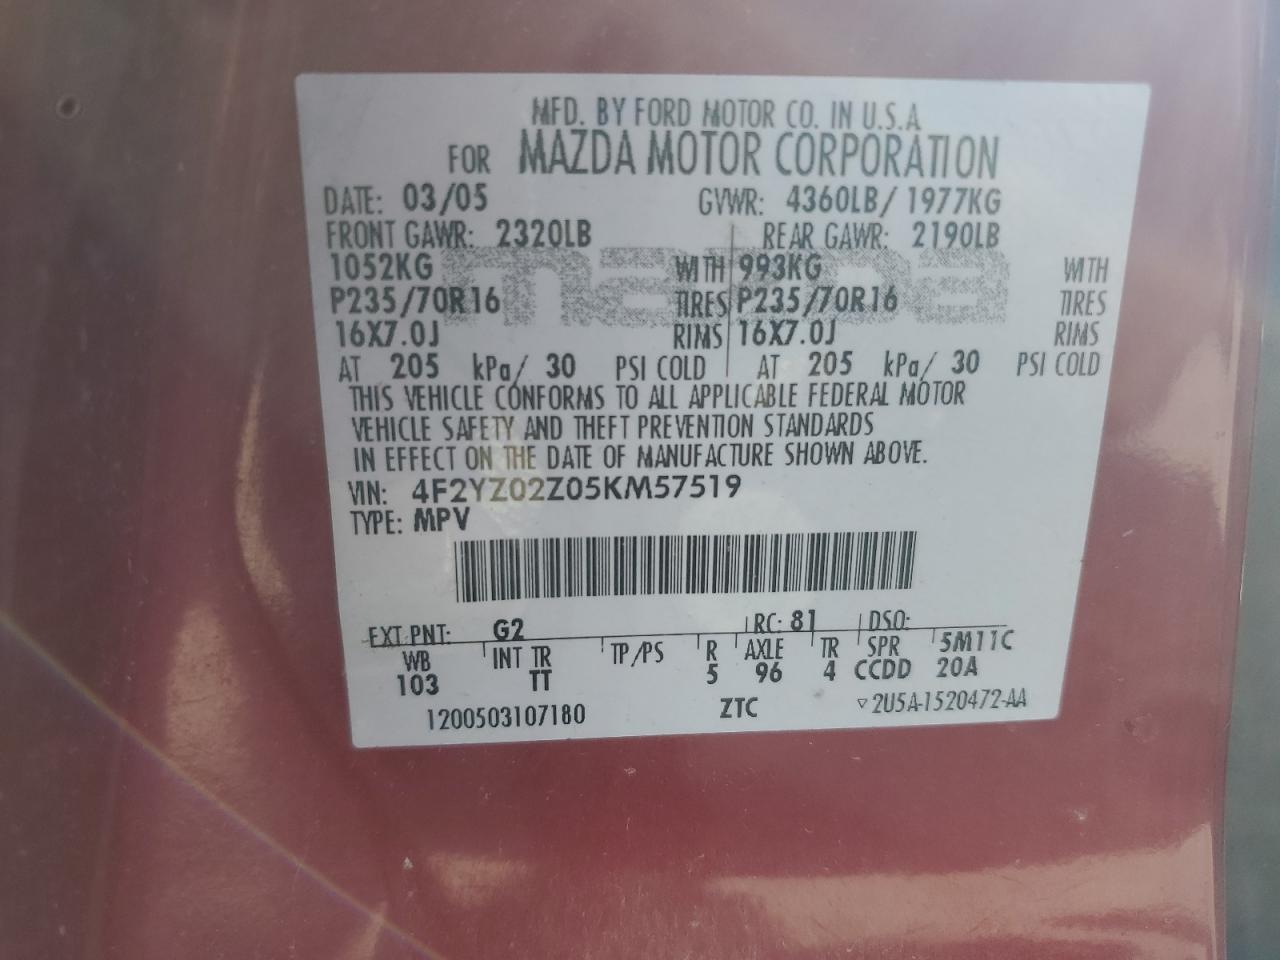 MFD. BY FORD MOTOR CO. IN U.S.A
FOR MAZDA MOTOR CORPORATION
DATE: 03/05 GVWR: 4360LB/ 1977KG
FRONT GAWR: 2320LB REAR GAWR: 2190LB
1052KG WITH 993KG WITH
P235/70R16 TIRES P235/70R16 TIRES
16X7.0J RIMS 16X7.0J RIMS
AT 205 kPa/ 30 PSI COLD AT 205 kPa/ 30 PSI COLD
mazda
THIS VEHICLE CONFORMS TO ALL APPLICABLE FEDERAL MOTOR
VEHICLE SAFETY AND THEFT PREVENTION STANDARDS
IN EFFECT ON THE DATE OF MANUFACTURE SHOWN ABOVE.
VIN: 4F2YZ02Z05KM57519
TYPE: MPV
EXT PNT: G2 RC: 81 DSO:
WB INT TR TP/PS R AXLE TR SPR 5M11C
103 TT 5 96 4 CCDD 20A
1200503107180 ZTC ▽2U5A-1520472-AA